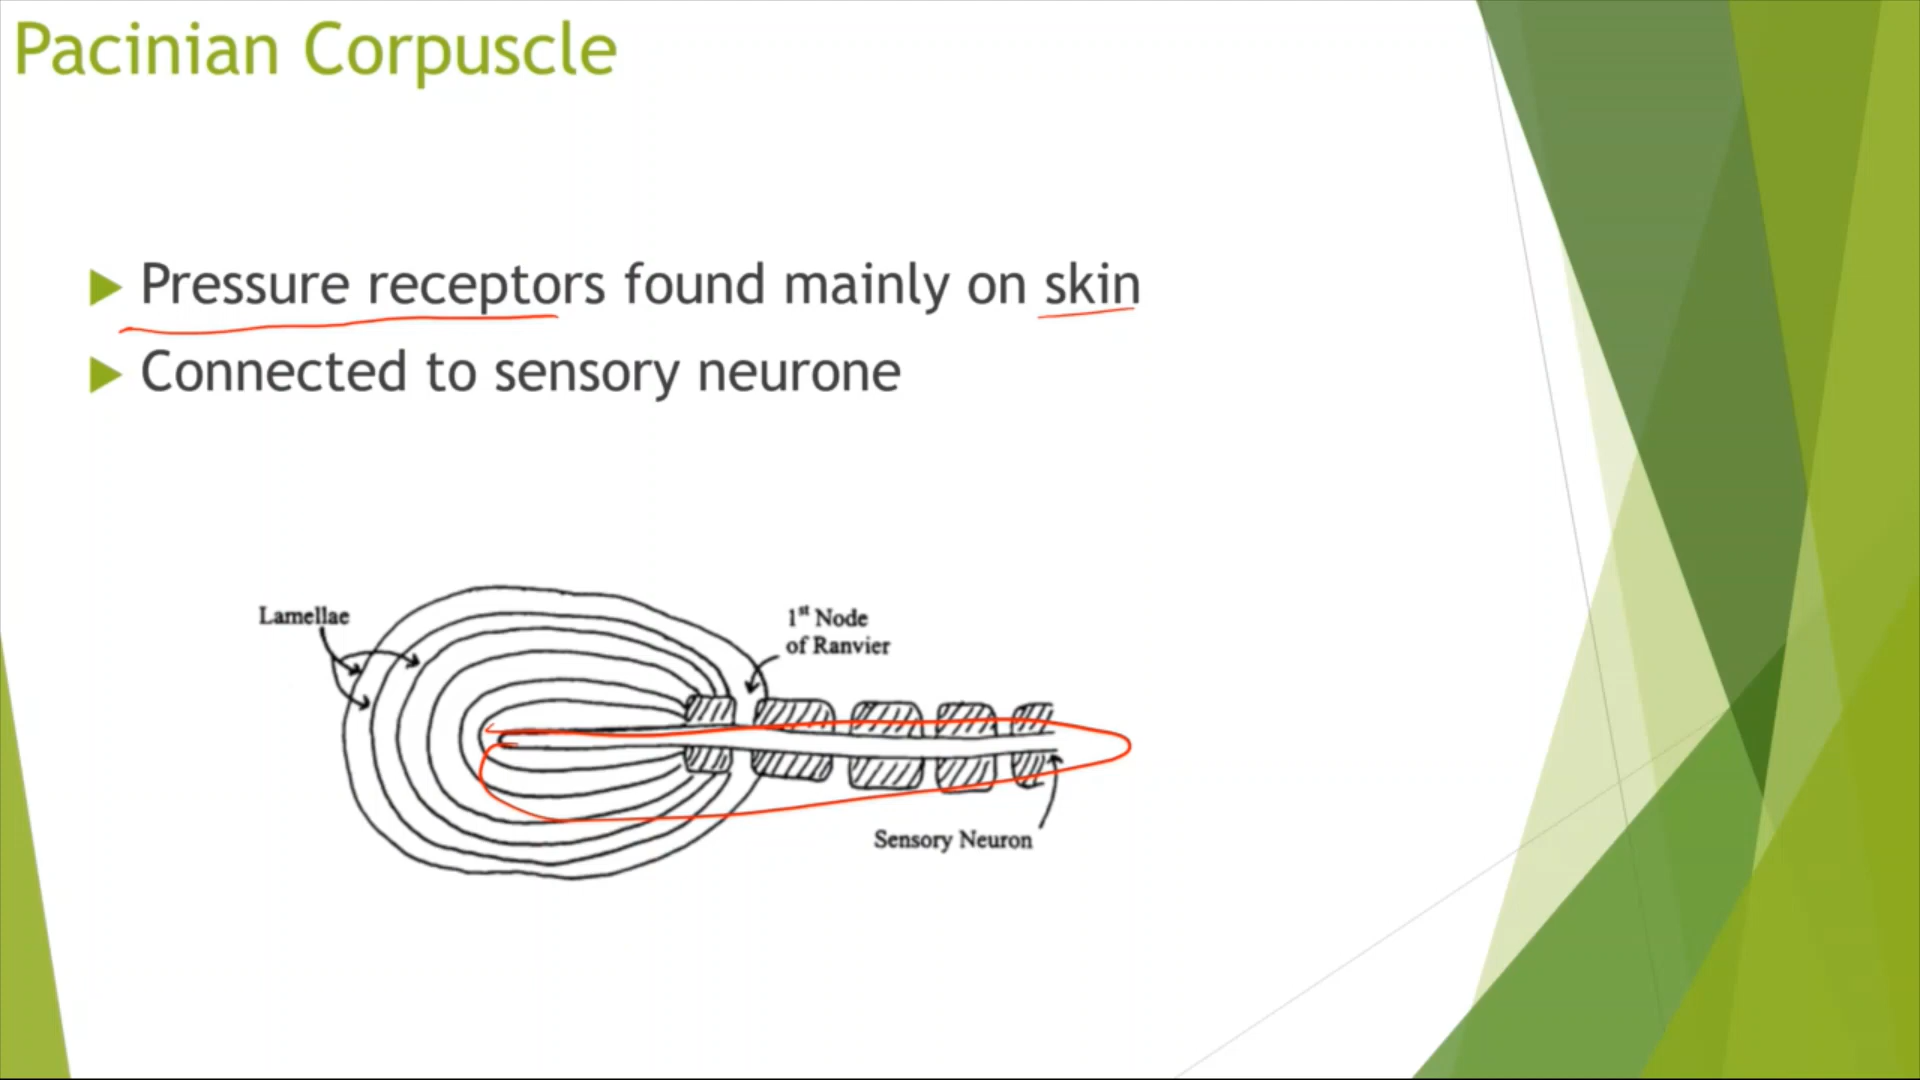 Pacinian Corpuscle
Pressure receptors found mainly on skin
Connected to sensory neurone
Lamellae
1st Node
of Ranvier
Sensory Neuron